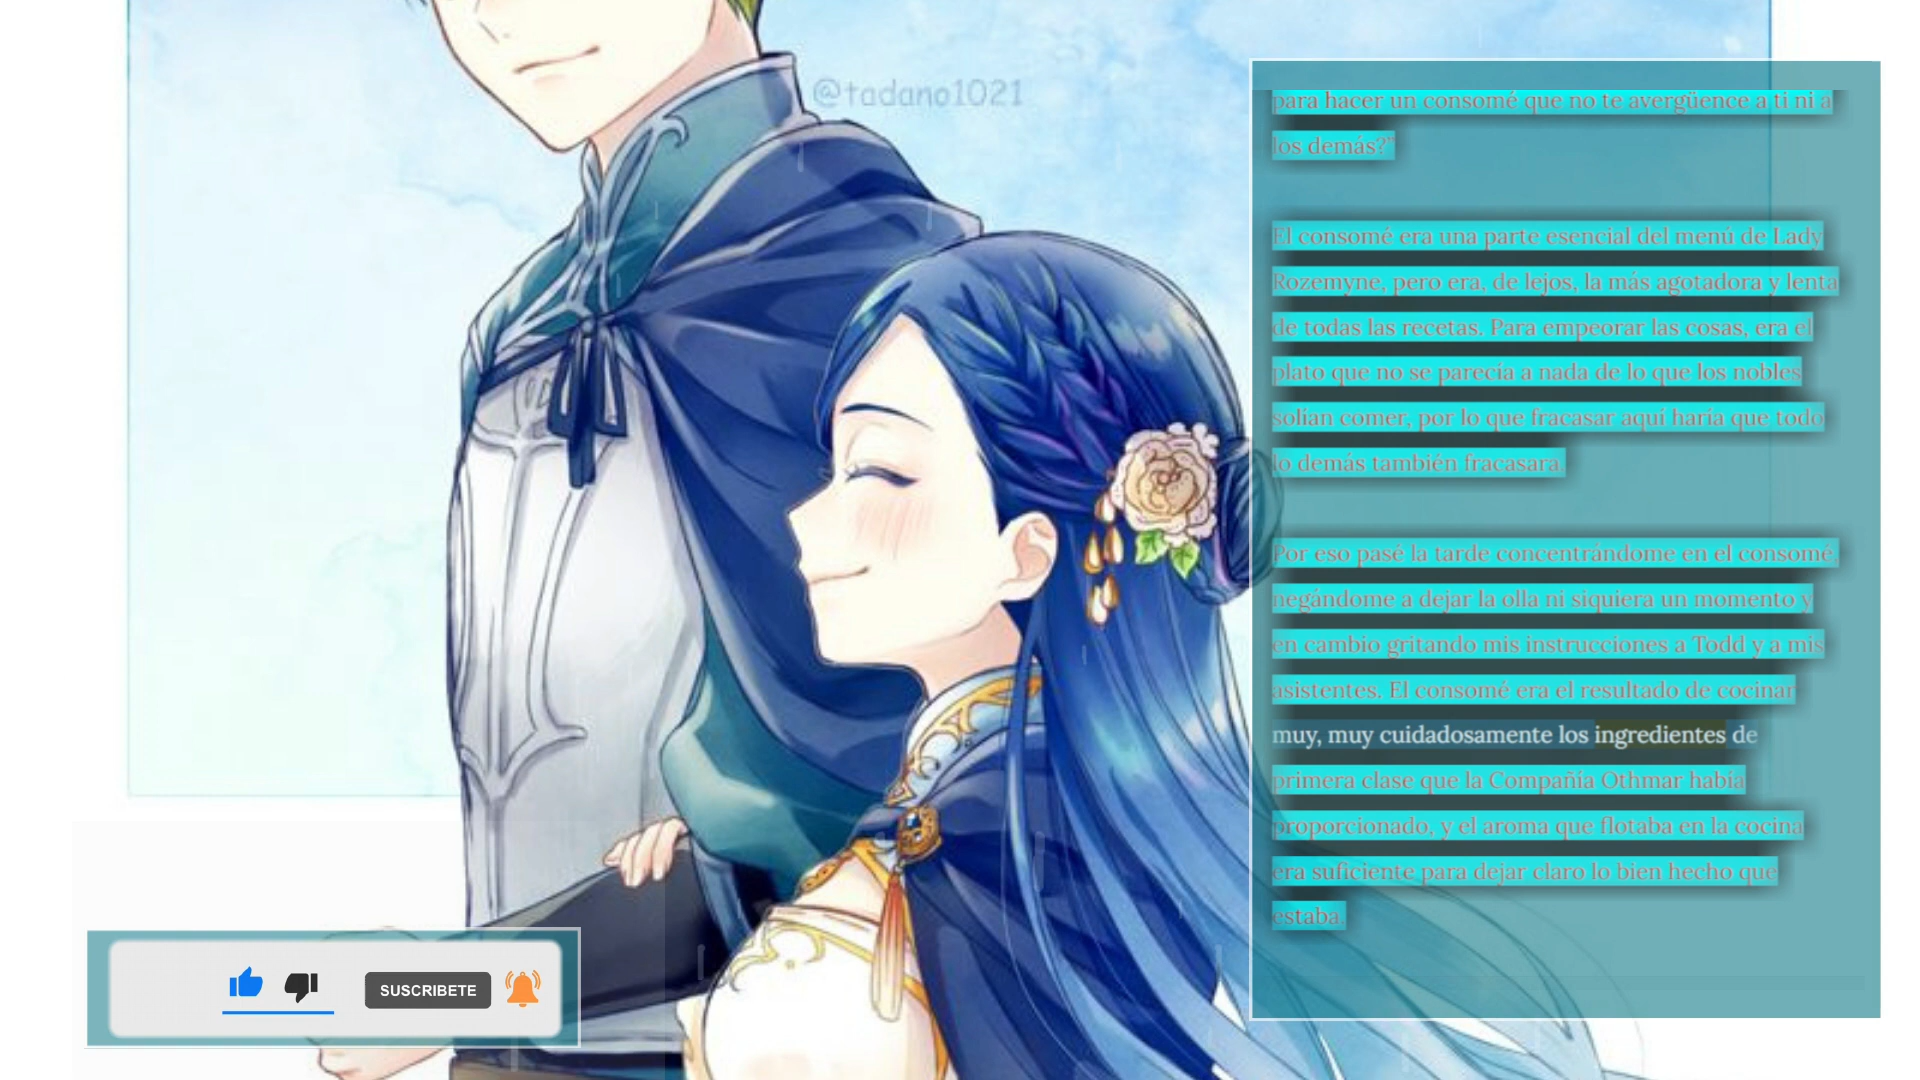 @tadano1021
para hacer un consomé que no te avergüence a ti ni a
los demás?"
El consomé era una parte esencial del menú de Lady
Rozemyne, pero era, de lejos, la más agotadora y lenta
de todas las recetas. Para empeorar las cosas, era el
plato que no se parecía a nada de lo que los nobles
solían comer, por lo que fracasar aquí haría que todo
lo demás también fracasara.
Por eso pasé la tarde concentrándome en el consomé,
negándome a dejar la olla ni siquiera un momento y
en cambio gritando mis instrucciones a Todd y a mis
asistentes. El consomé era el resultado de cocinar
muy, muy cuidadosamente los ingredientes de
primera clase que la Compañía Othmar había
proporcionado, y el aroma que flotaba en la cocina
era suficiente para dejar claro lo bien hecho que
estaba.
SUSCRIBETE